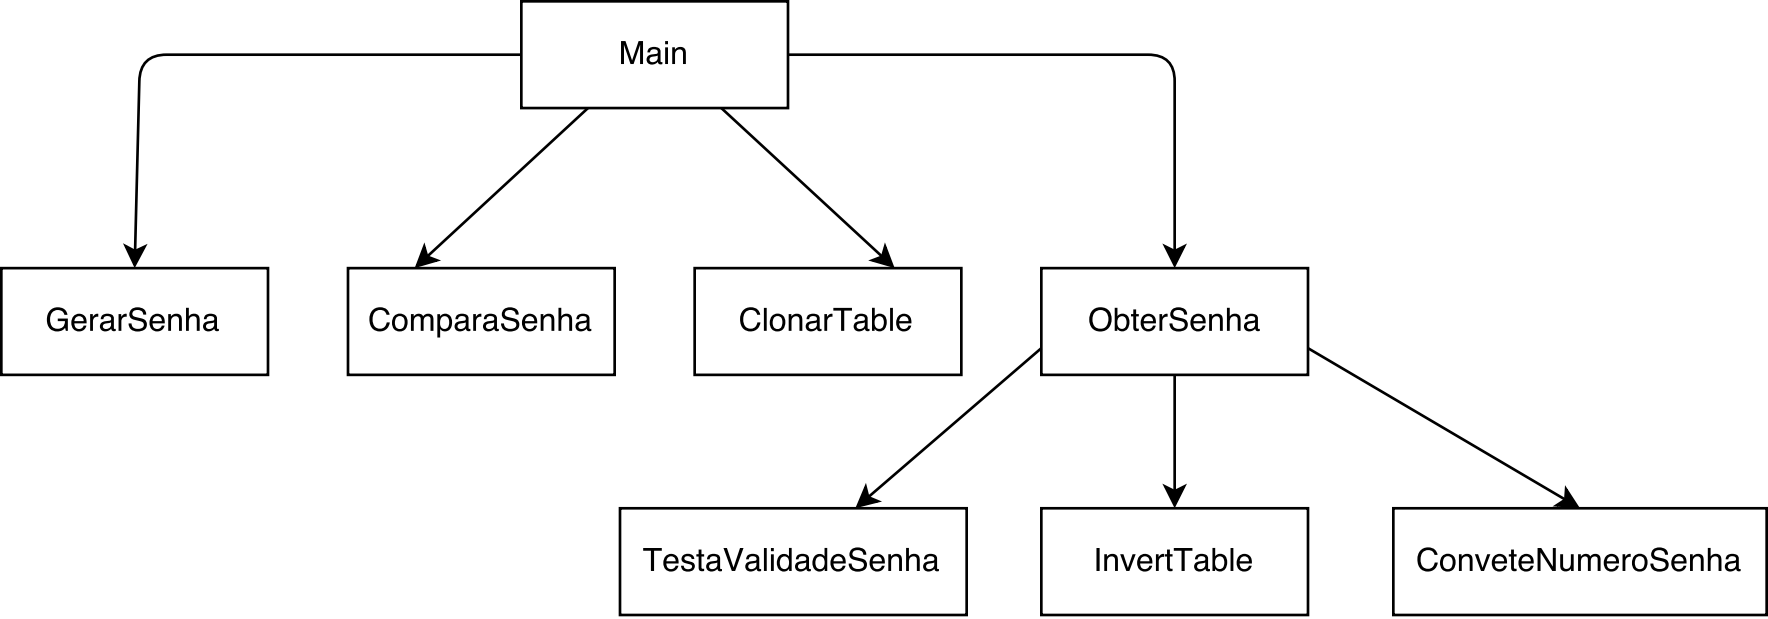 Main
GerarSenha
ComparaSenha
ClonarTable
ObterSenha
TestaValidadeSenha
InvertTable
ConveteNumeroSenha